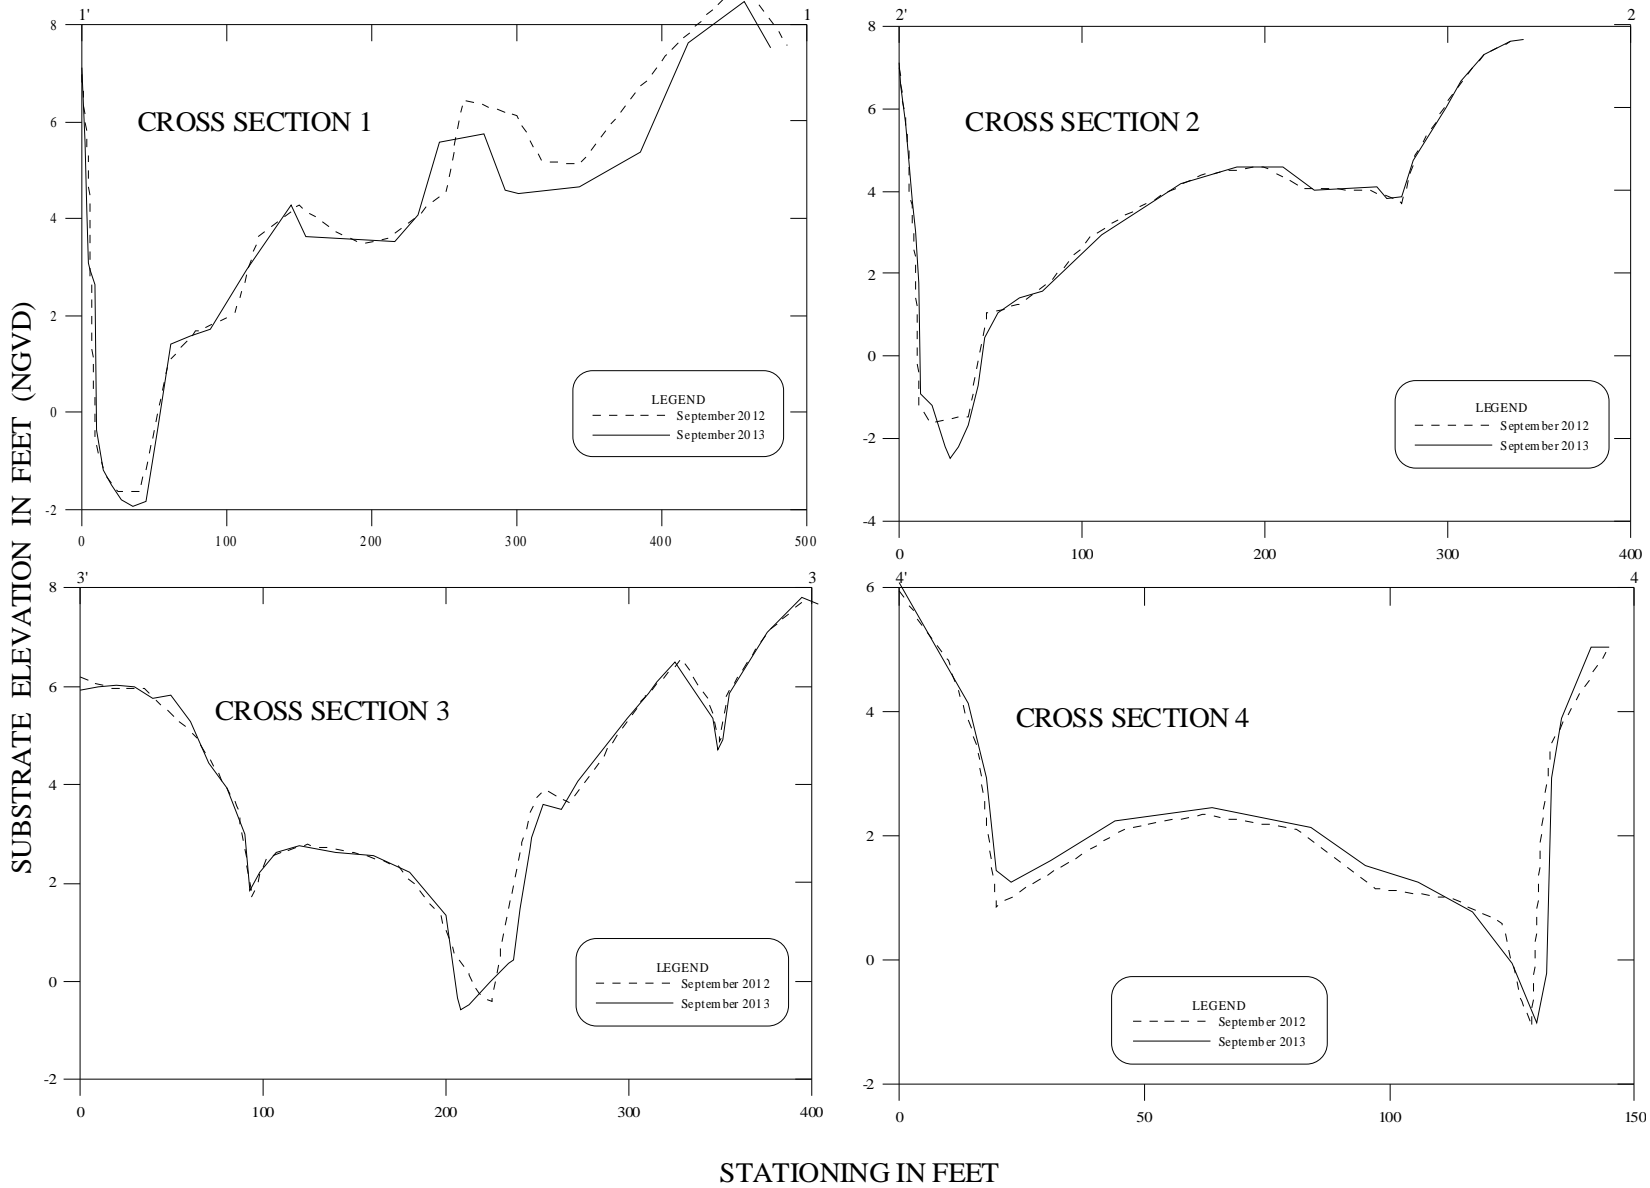 1' 1
8
6
4
2
0
-2
0 100 200 300 400 500
CROSS SECTION 1
LEGEND
September 2012
September 2013
2' 2
8
6
4
2
0
-2
-4
0 100 200 300 400
CROSS SECTION 2
LEGEND
September 2012
September 2013
SUBSTRATE ELEVATION IN FEET (NGVD)
3' 3
8
6
4
2
0
-2
0 100 200 300 400
CROSS SECTION 3
LEGEND
September 2012
September 2013
4' 4
6
4
2
0
-2
0 50 100 150
CROSS SECTION 4
LEGEND
September 2012
September 2013
STATIONING IN FEET